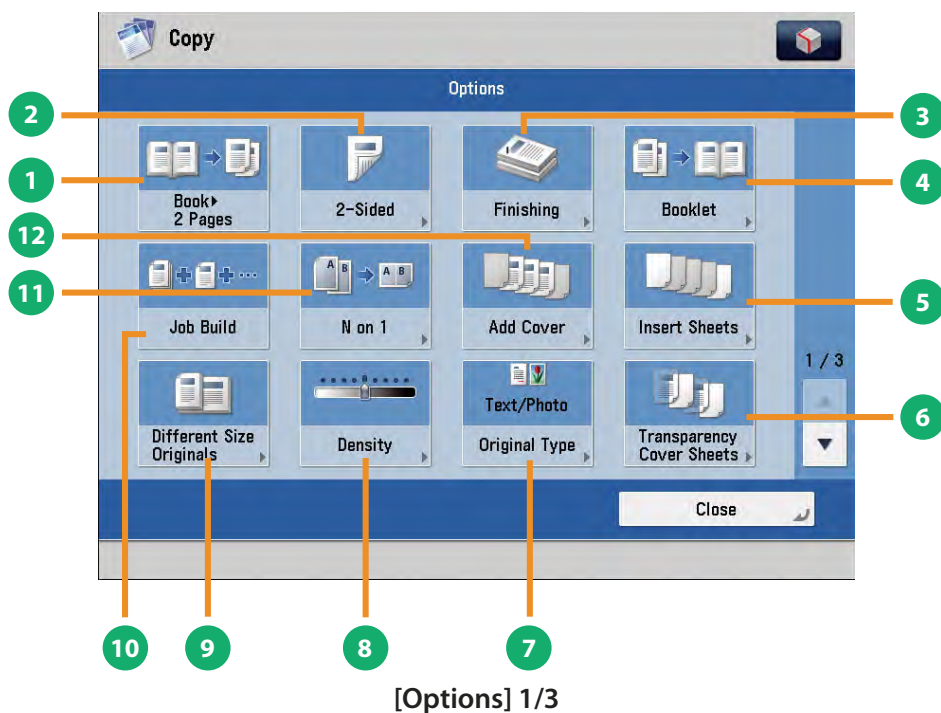 Copy
Options
2
3
1
4
Book▸
2 Pages
2-Sided
Finishing
Booklet
12
11
A B
A B
5
Job Build
N on 1
Add Cover
Insert Sheets
1 / 3
Text/Photo
6
Different Size
Originals
Density
Original Type
Transparency
Cover Sheets
▼
Close
10
9
8
7
[Options] 1/3